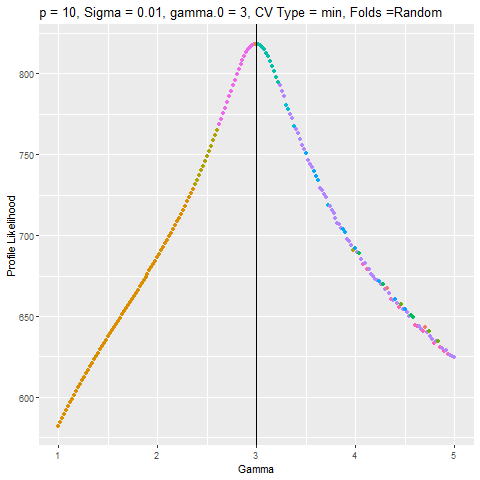 p = 10, Sigma = 0.01, gamma.0 = 3, CV Type = min, Folds =Random
Profile Likelihood
800
750
700
650
600
1 2 3 4 5
Gamma